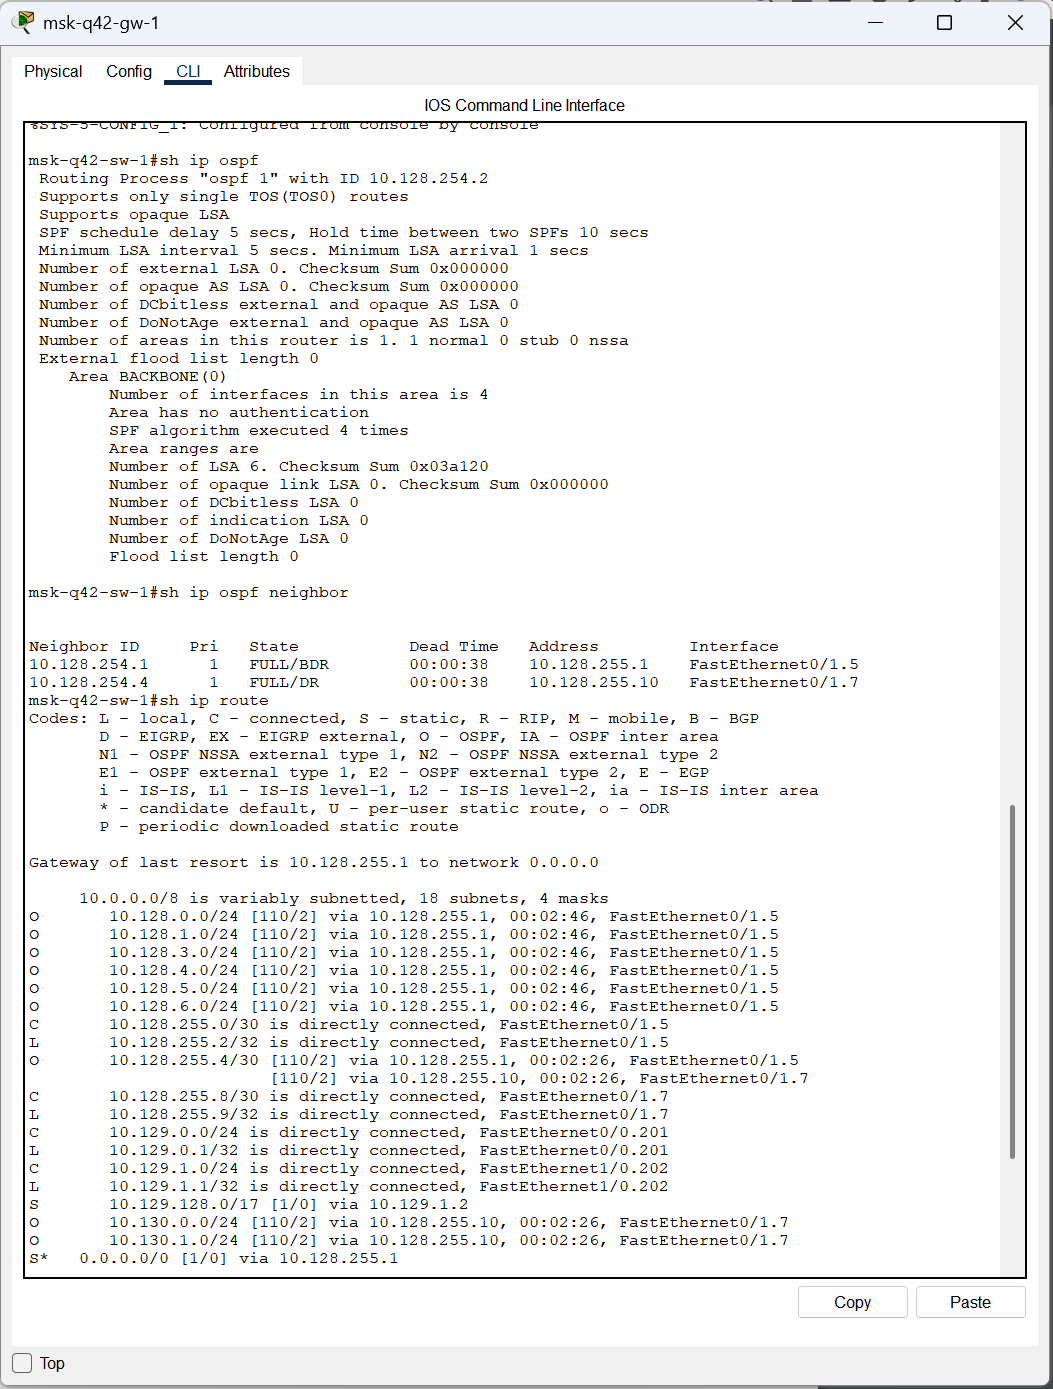 msk-q42-gw-1
Physical Config CLI Attributes
IOS Command Line Interface
%SYS-5-CONFIG_I: Configured from console by console
msk-q42-sw-1#sh ip ospf
Routing Process "ospf 1" with ID 10.128.254.2
Supports only single TOS(TOS0) routes
Supports opaque LSA
SPF schedule delay 5 secs, Hold time between two SPFs 10 secs
Minimum LSA interval 5 secs. Minimum LSA arrival 1 secs
Number of external LSA 0. Checksum Sum 0x000000
Number of opaque AS LSA 0. Checksum Sum 0x000000
Number of DCbitless external and opaque AS LSA 0
Number of DoNotAge external and opaque AS LSA 0
Number of areas in this router is 1. 1 normal 0 stub 0 nssa
External flood list length 0
Area BACKBONE(0)
Number of interfaces in this area is 4
Area has no authentication
SPF algorithm executed 4 times
Area ranges are
Number of LSA 6. Checksum Sum 0x03a120
Number of opaque link LSA 0. Checksum Sum 0x000000
Number of DCbitless LSA 0
Number of indication LSA 0
Number of DoNotAge LSA 0
Flood list length 0
msk-q42-sw-1#sh ip ospf neighbor
Neighbor ID Pri State Dead Time Address Interface
10.128.254.1 1 FULL/BDR 00:00:38 10.128.255.1 FastEthernet0/1.5
10.128.254.4 1 FULL/DR 00:00:38 10.128.255.10 FastEthernet0/1.7
msk-q42-sw-1#sh ip route
Codes: L - local, C - connected, S - static, R - RIP, M - mobile, B - BGP
D - EIGRP, EX - EIGRP external, O - OSPF, IA - OSPF inter area
N1 - OSPF NSSA external type 1, N2 - OSPF NSSA external type 2
E1 - OSPF external type 1, E2 - OSPF external type 2, E - EGP
i - IS-IS, L1 - IS-IS level-1, L2 - IS-IS level-2, ia - IS-IS inter area
* - candidate default, U - per-user static route, o - ODR
P - periodic downloaded static route
Gateway of last resort is 10.128.255.1 to network 0.0.0.0
10.0.0.0/8 is variably subnetted, 18 subnets, 4 masks
O 10.128.0.0/24 [110/2] via 10.128.255.1, 00:02:46, FastEthernet0/1.5
O 10.128.1.0/24 [110/2] via 10.128.255.1, 00:02:46, FastEthernet0/1.5
O 10.128.3.0/24 [110/2] via 10.128.255.1, 00:02:46, FastEthernet0/1.5
O 10.128.4.0/24 [110/2] via 10.128.255.1, 00:02:46, FastEthernet0/1.5
O 10.128.5.0/24 [110/2] via 10.128.255.1, 00:02:46, FastEthernet0/1.5
O 10.128.6.0/24 [110/2] via 10.128.255.1, 00:02:46, FastEthernet0/1.5
C 10.128.255.0/30 is directly connected, FastEthernet0/1.5
L 10.128.255.2/32 is directly connected, FastEthernet0/1.5
O 10.128.255.4/30 [110/2] via 10.128.255.1, 00:02:26, FastEthernet0/1.5
[110/2] via 10.128.255.10, 00:02:26, FastEthernet0/1.7
C 10.128.255.8/30 is directly connected, FastEthernet0/1.7
L 10.128.255.9/32 is directly connected, FastEthernet0/1.7
C 10.129.0.0/24 is directly connected, FastEthernet0/0.201
L 10.129.0.1/32 is directly connected, FastEthernet0/0.201
C 10.129.1.0/24 is directly connected, FastEthernet1/0.202
L 10.129.1.1/32 is directly connected, FastEthernet1/0.202
S 10.129.128.0/17 [1/0] via 10.129.1.2
O 10.130.0.0/24 [110/2] via 10.128.255.10, 00:02:26, FastEthernet0/1.7
O 10.130.1.0/24 [110/2] via 10.128.255.10, 00:02:26, FastEthernet0/1.7
S* 0.0.0.0/0 [1/0] via 10.128.255.1
Copy Paste
Top